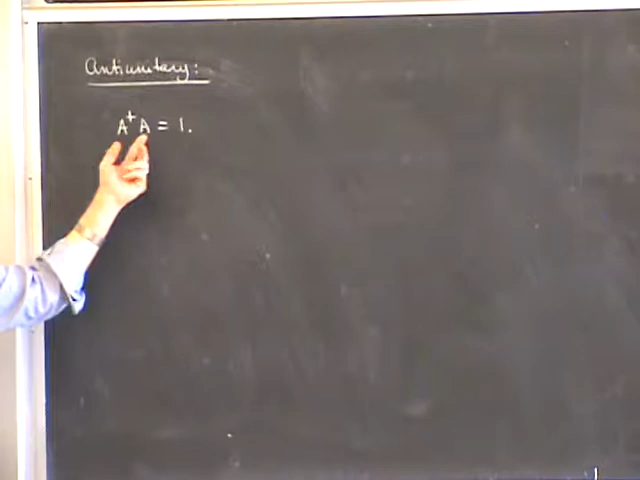 Antiunitary:
A⁺A = 1.